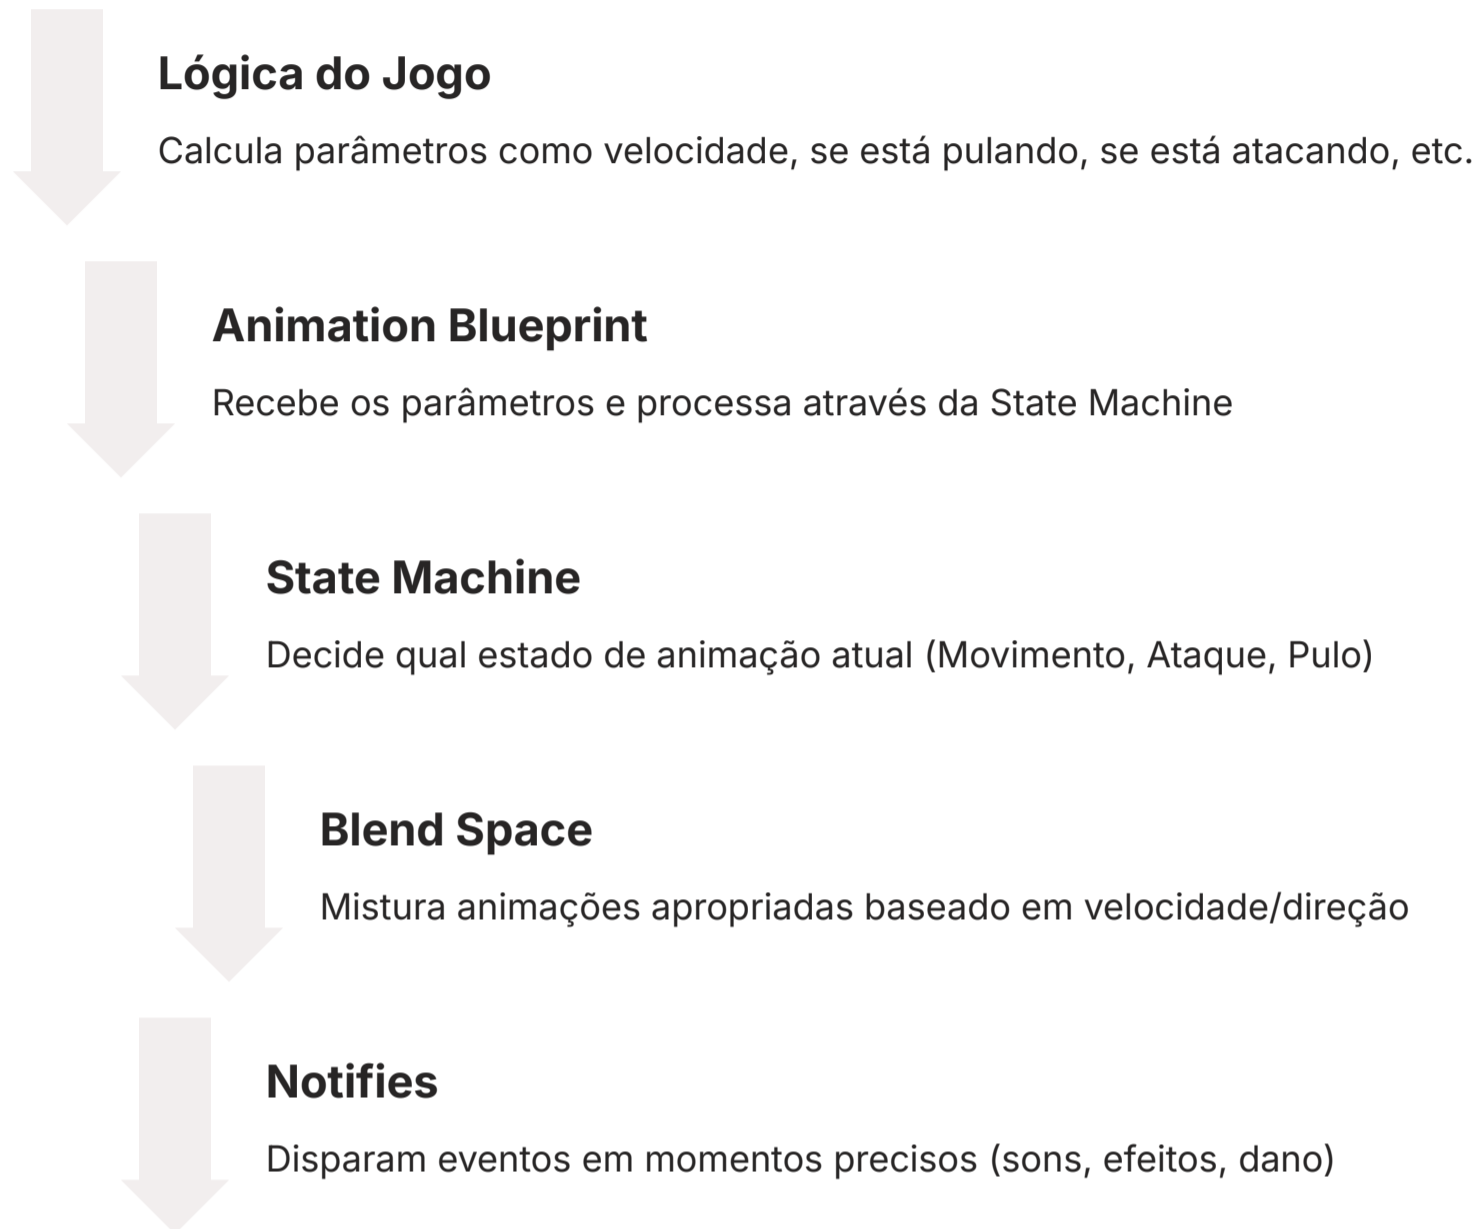 Lógica do Jogo
Calcula parâmetros como velocidade, se está pulando, se está atacando, etc.
Animation Blueprint
Recebe os parâmetros e processa através da State Machine
State Machine
Decide qual estado de animação atual (Movimento, Ataque, Pulo)
Blend Space
Mistura animações apropriadas baseado em velocidade/direção
Notifies
Disparam eventos em momentos precisos (sons, efeitos, dano)